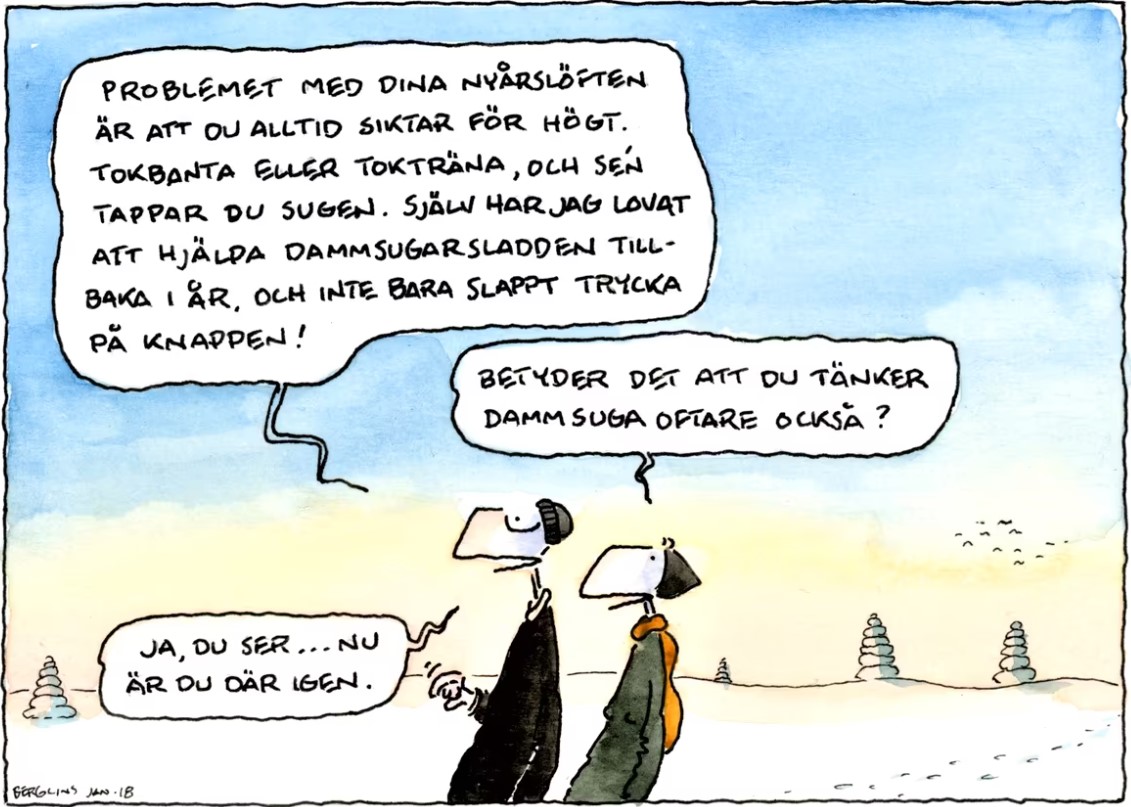 PROBLEMET MED DINA NYÅRSLÖFTEN
ÄR ATT DU ALLTID SIKTAR FÖR HÖGT.
TOKBANTA ELLER TOKTRÄNA, OCH SE'N
TAPPAR DU SUGEN. SJÄLV HAR JAG LOVAT
ATT HJÄLPA DAMMSUGARSLADDEN TILL-
BAKA I ÅR, OCH INTE BARA SLAPPT TRYCKA
PÅ KNAPPEN!
BETYDER DET ATT DU TÄNKER
DAMMSUGA OFTARE OCKSÅ?
JA, DU SER... NU
ÄR DU DÄR IGEN.
BERGLINS JAN. 18